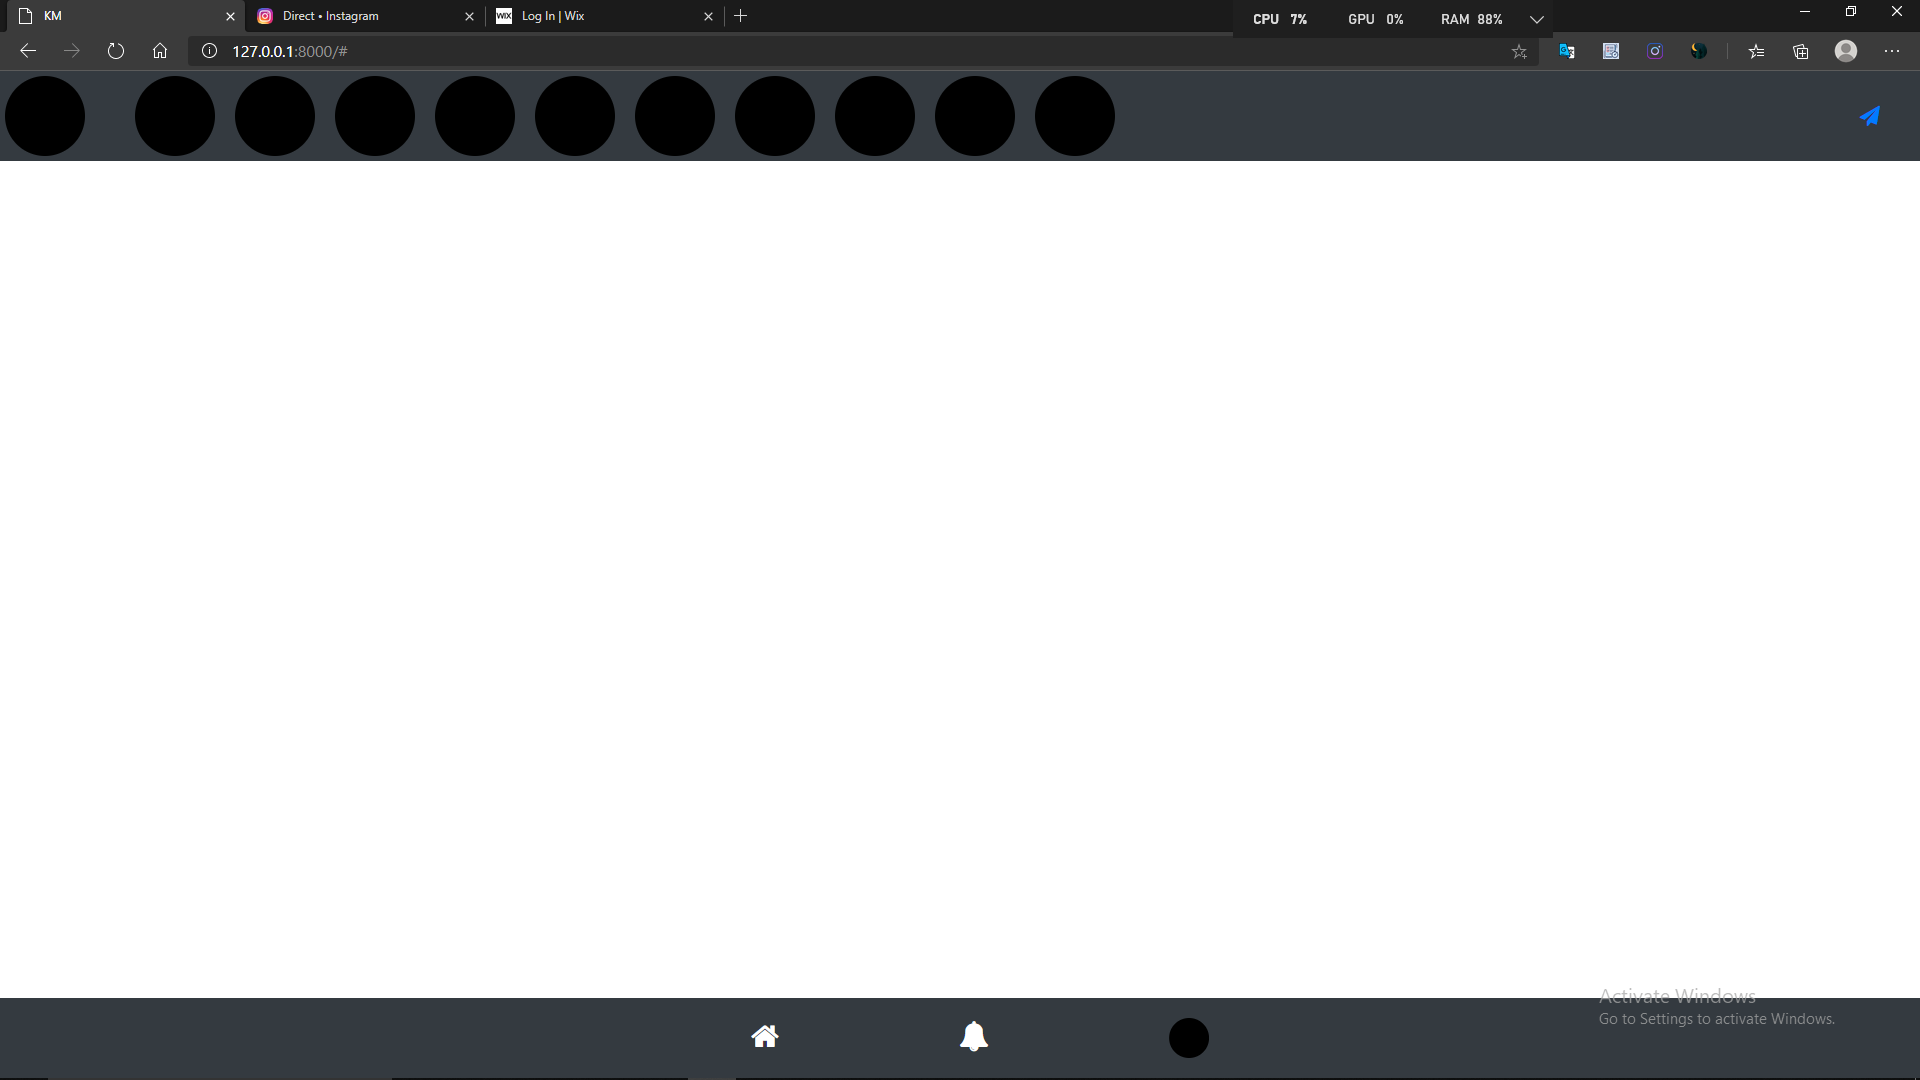 KM
Direct • Instagram
WIX Log In | Wix
CPU 7% GPU 0% RAM 88%
127.0.0.1:8000/#
Activate Windows
Go to Settings to activate Windows.